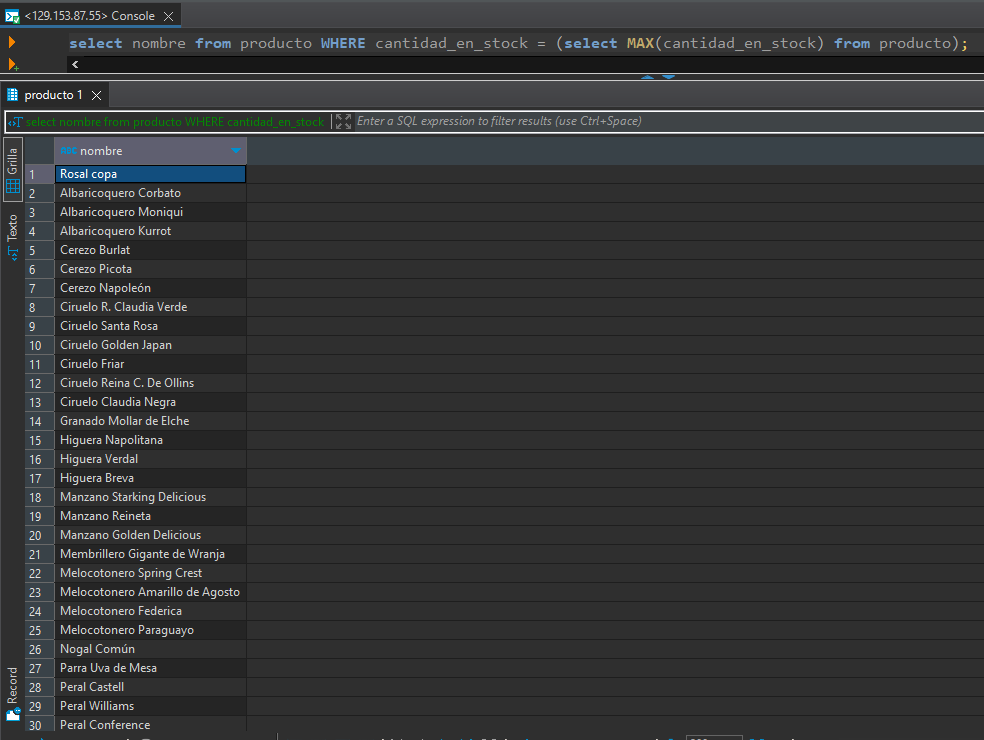 <129.153.87.55> Console
select nombre from producto WHERE cantidad_en_stock = (select MAX(cantidad_en_stock) from producto);
producto 1
select nombre from producto WHERE cantidad_en_stock
Enter a SQL expression to filter results (use Ctrl+Space)
Grilla
Texto
Record
nombre
1 Rosal copa
2 Albaricoquero Corbato
3 Albaricoquero Moniqui
4 Albaricoquero Kurrot
5 Cerezo Burlat
6 Cerezo Picota
7 Cerezo Napoleón
8 Ciruelo R. Claudia Verde
9 Ciruelo Santa Rosa
10 Ciruelo Golden Japan
11 Ciruelo Friar
12 Ciruelo Reina C. De Ollins
13 Ciruelo Claudia Negra
14 Granado Mollar de Elche
15 Higuera Napolitana
16 Higuera Verdal
17 Higuera Breva
18 Manzano Starking Delicious
19 Manzano Reineta
20 Manzano Golden Delicious
21 Membrillero Gigante de Wranja
22 Melocotonero Spring Crest
23 Melocotonero Amarillo de Agosto
24 Melocotonero Federica
25 Melocotonero Paraguayo
26 Nogal Común
27 Parra Uva de Mesa
28 Peral Castell
29 Peral Williams
30 Peral Conference